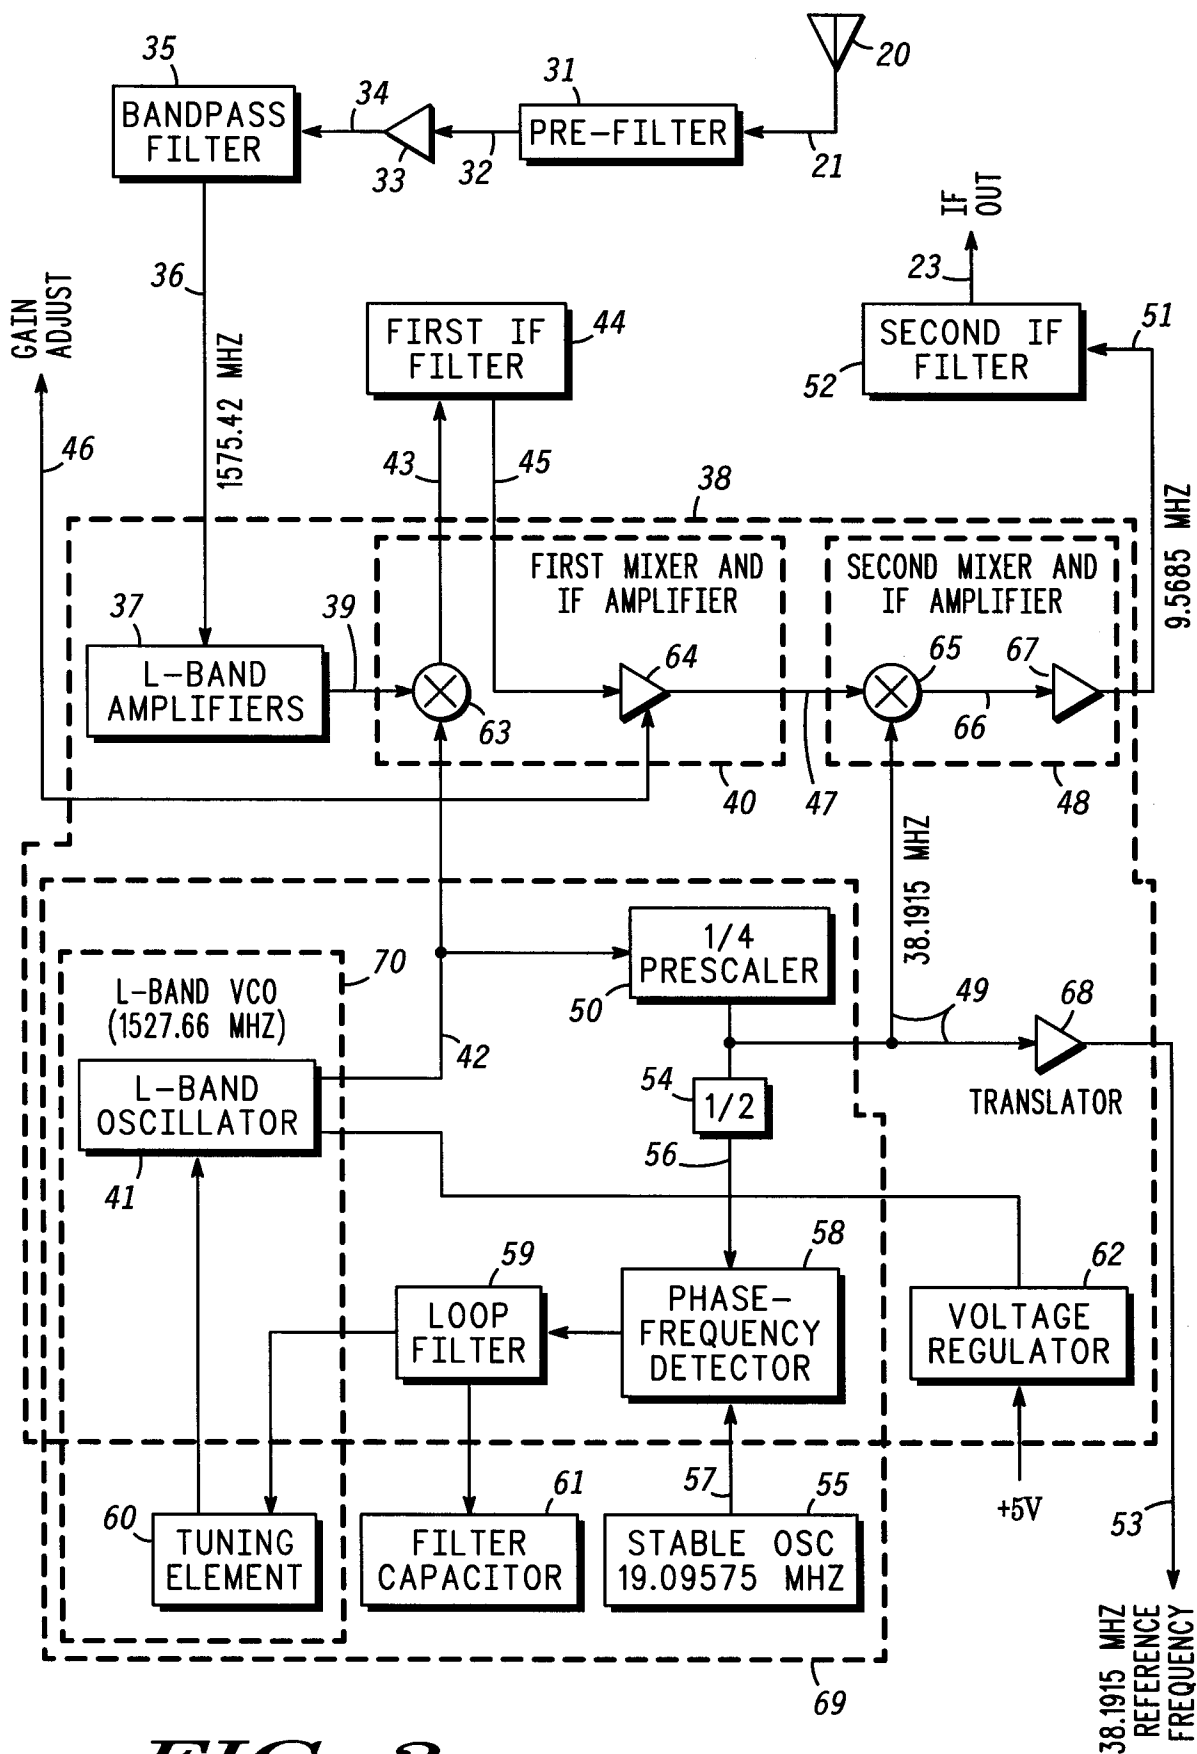 20
35
31
34
BANDPASS
FILTER
PRE-FILTER
33
32
21
IF
OUT
36
23
GAIN
ADJUST
1575.42 MHZ
FIRST IF
FILTER
44
SECOND IF
FILTER
52
51
46
43
45
38
9.5685 MHZ
FIRST MIXER AND
IF AMPLIFIER
SECOND MIXER AND
IF AMPLIFIER
37
39
L-BAND
AMPLIFIERS
63
64
65
67
66
40
47
48
38.1915 MHZ
70
L-BAND VCO
(1527.66 MHZ)
1/4
PRESCALER
50
49
68
42
L-BAND
OSCILLATOR
54
1/2
TRANSLATOR
41
56
59
58
62
LOOP
FILTER
PHASE-
FREQUENCY
DETECTOR
VOLTAGE
REGULATOR
57
55
61
60
TUNING
ELEMENT
FILTER
CAPACITOR
STABLE OSC
19.09575 MHZ
+5V
53
69
38.1915 MHZ
REFERENCE
FREQUENCY